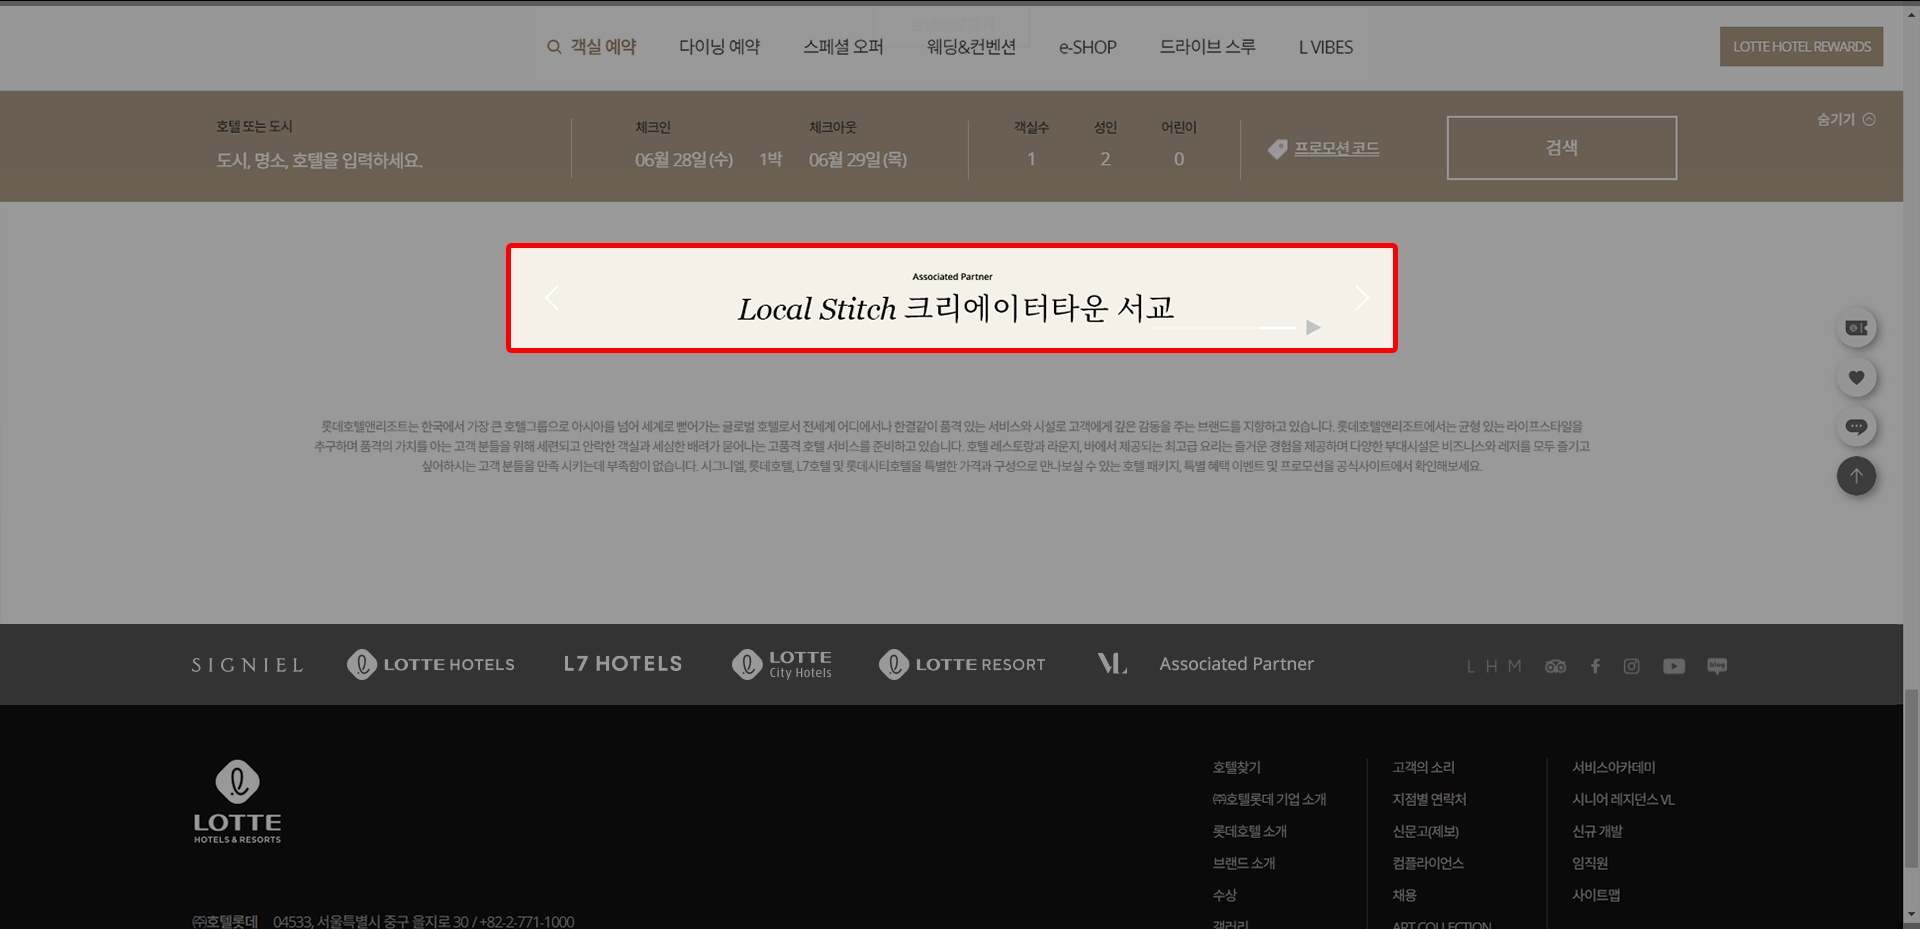 객실 예약 다이닝 예약 스페셜 오퍼 웨딩&컨벤션 e-SHOP 드라이브 스루 L VIBES LOTTE HOTEL REWARDS
호텔 또는 도시 체크인 체크아웃 객실수 성인 어린이 숨기기
도시, 명소, 호텔을 입력하세요. 06월 28일 (수) 1박 06월 29일 (목) 1 2 0 프로모션 코드 검색
Associated Partner
Local Stitch 크리에이터타운 서교
롯데호텔앤리조트는 한국에서 가장 큰 호텔그룹으로 아시아를 넘어 세계로 뻗어가는 글로벌 호텔로서 전세계 어디에서나 한결같이 품격 있는 서비스와 시설로 고객에게 깊은 감동을 주는 브랜드를 지향하고 있습니다. 롯데호텔앤리조트에서는 균형 있는 라이프스타일을
추구하며 품격의 가치를 아는 고객 분들을 위해 세련되고 안락한 객실과 세심한 배려가 묻어나는 고품격 호텔 서비스를 준비하고 있습니다. 호텔 레스토랑과 라운지, 바에서 제공되는 최고급 요리는 즐거운 경험을 제공하며 다양한 부대시설은 비즈니스와 레저를 모두 즐기고
싶어하시는 고객 분들을 만족 시키는데 부족함이 없습니다. 시그니엘, 롯데호텔, L7호텔 및 롯데시티호텔을 특별한 가격과 구성으로 만나보실 수 있는 호텔 패키지, 특별 혜택 이벤트 및 프로모션을 공식사이트에서 확인해보세요.
SIGNIEL LOTTE HOTELS L7 HOTELS LOTTE City Hotels LOTTE RESORT VL Associated Partner L H M blog
LOTTE
HOTELS & RESORTS
호텔찾기 고객의 소리 서비스아카데미
㈜호텔롯데 기업 소개 지점별 연락처 시니어 레지던스 VL
롯데호텔 소개 신문고(제보) 신규 개발
브랜드 소개 컴플라이언스 임직원
수상 채용 사이트맵
갤러리 ART COLLECTION
㈜호텔롯데 04533, 서울특별시 중구 을지로 30 / +82-2-771-1000